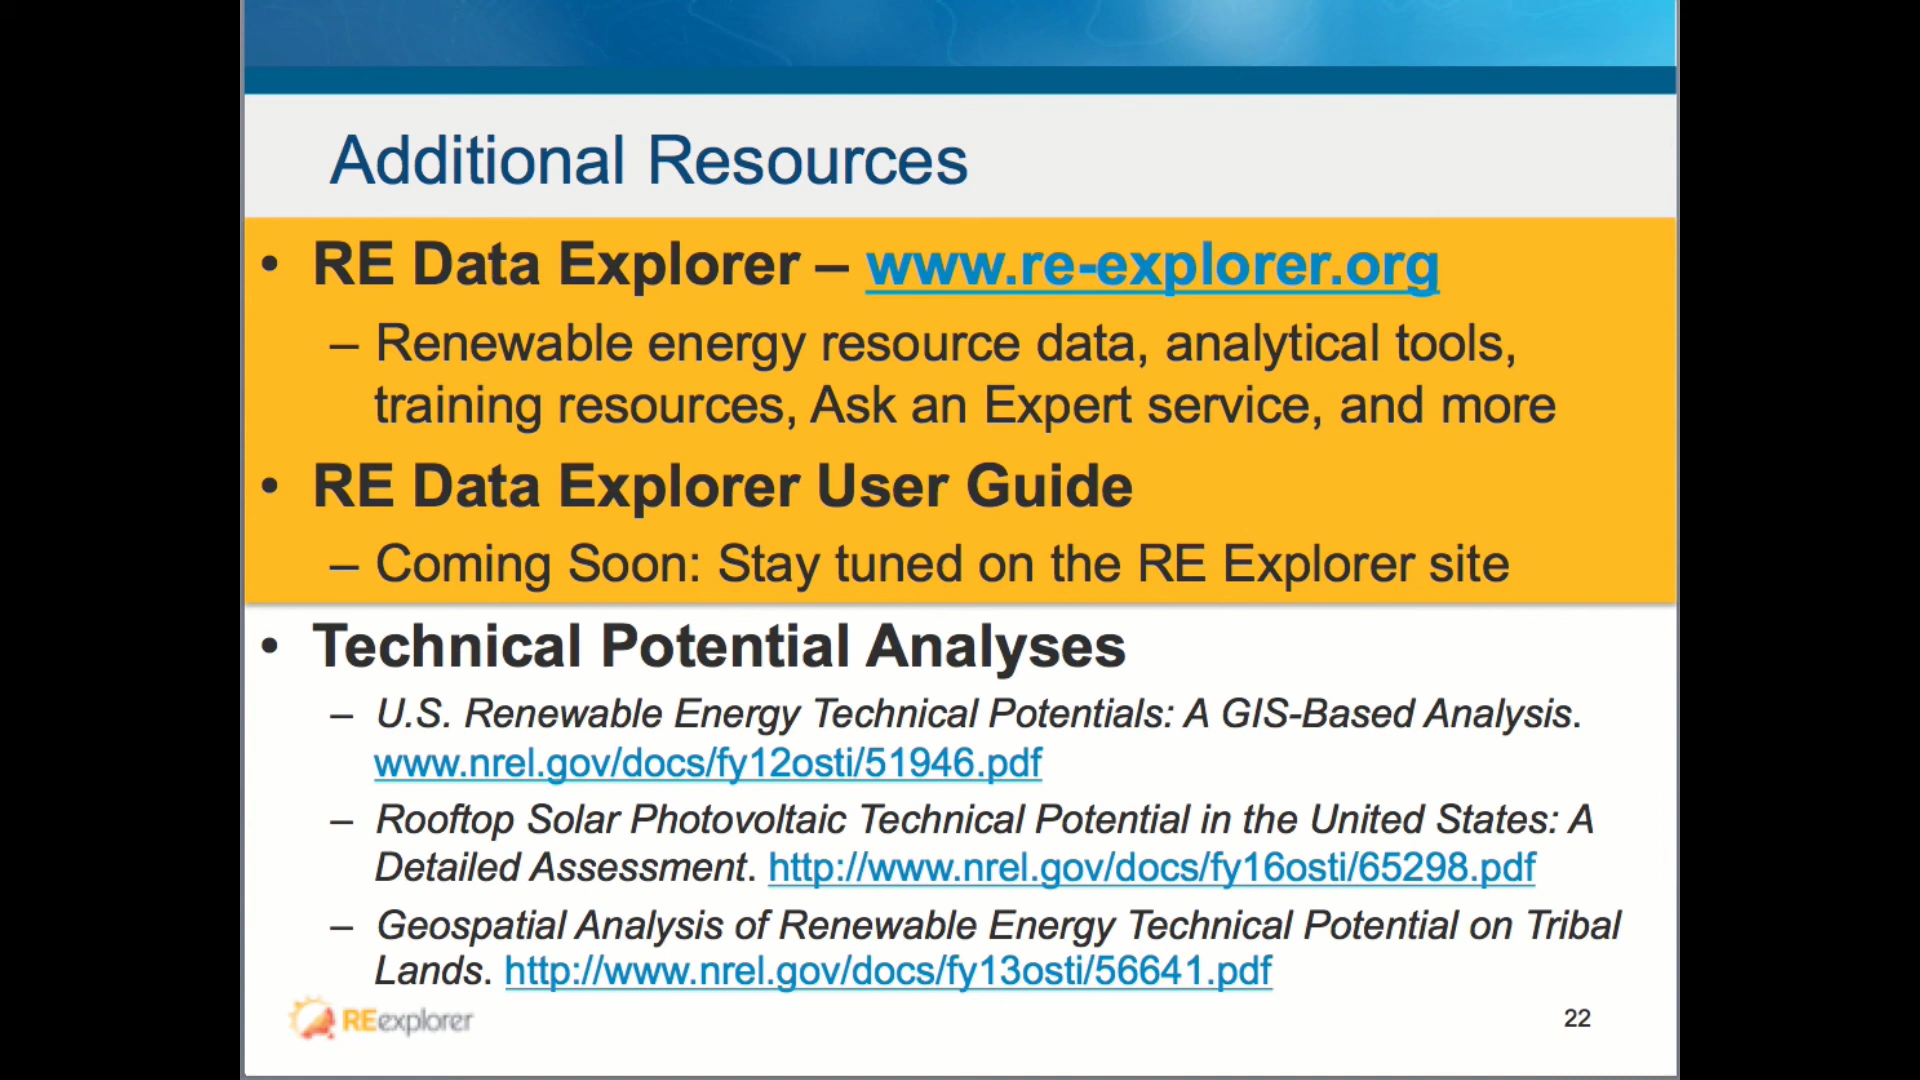 Additional Resources
• RE Data Explorer – www.re-explorer.org
– Renewable energy resource data, analytical tools,
training resources, Ask an Expert service, and more
• RE Data Explorer User Guide
– Coming Soon: Stay tuned on the RE Explorer site
• Technical Potential Analyses
– U.S. Renewable Energy Technical Potentials: A GIS-Based Analysis.
www.nrel.gov/docs/fy12osti/51946.pdf
– Rooftop Solar Photovoltaic Technical Potential in the United States: A
Detailed Assessment. http://www.nrel.gov/docs/fy16osti/65298.pdf
– Geospatial Analysis of Renewable Energy Technical Potential on Tribal
Lands. http://www.nrel.gov/docs/fy13osti/56641.pdf
REexplorer
22